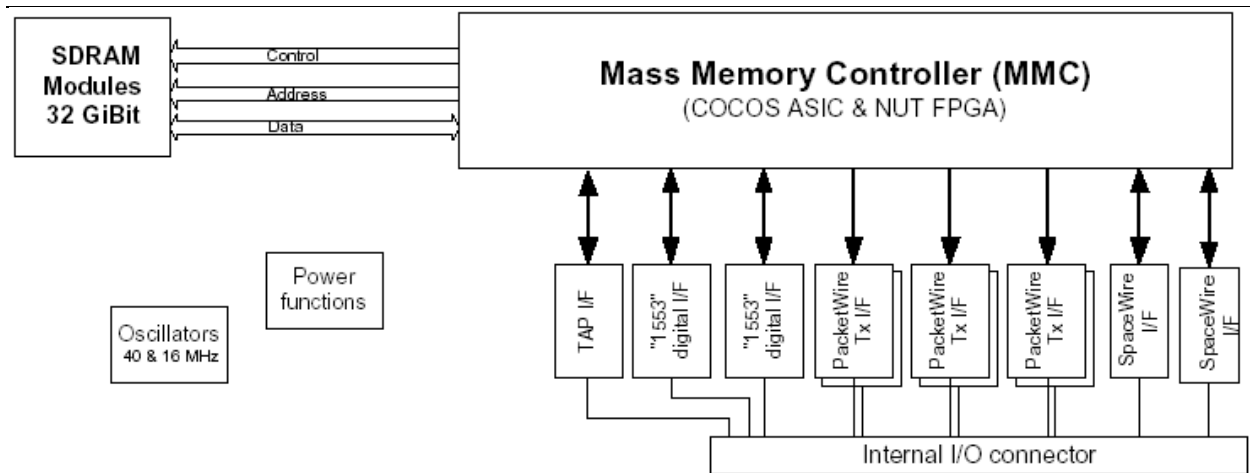 SDRAM
Modules
32 GiBit
Control
Address
Data
Mass Memory Controller (MMC)
(COCOS ASIC & NUT FPGA)
Power
functions
Oscillators
40 & 16 MHz
TAP I/F
"1553"
digital I/F
"1553"
digital I/F
PacketWire
Tx I/F
PacketWire
Tx I/F
PacketWire
Tx I/F
SpaceWire
I/F
SpaceWire
I/F
Internal I/O connector